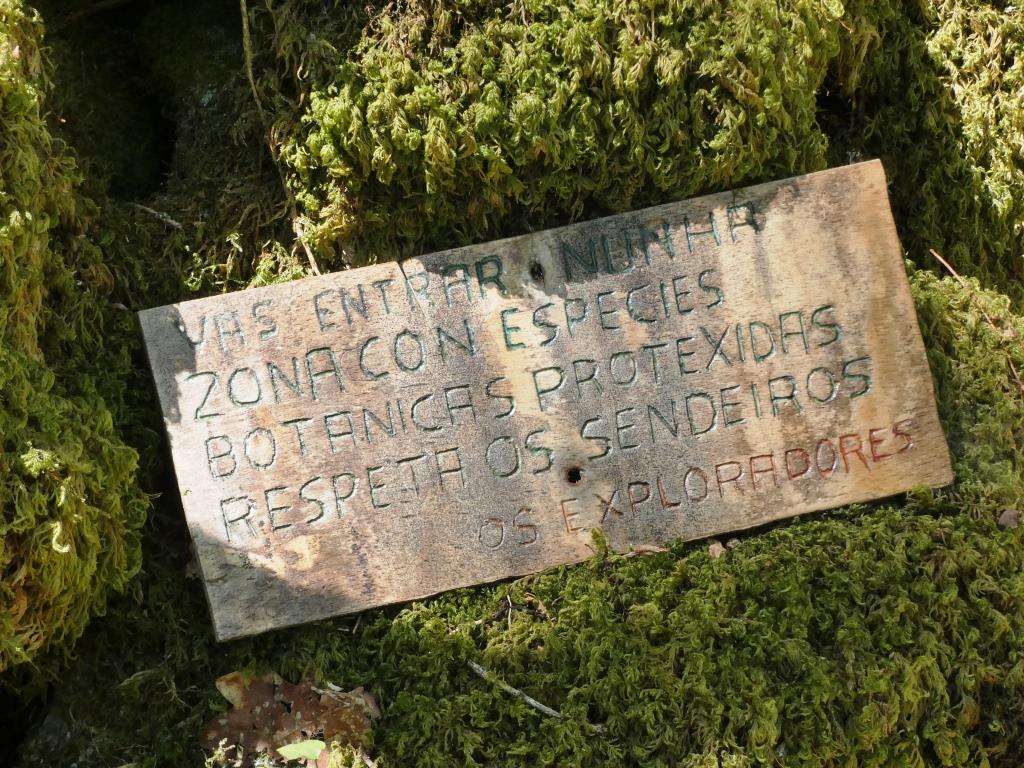 VAS ENTRAR NUNHA
ZONA CON ESPECIES
BOTANICAS PROTEXIDAS
RESPETA OS SENDEIROS
OS EXPLORADORES